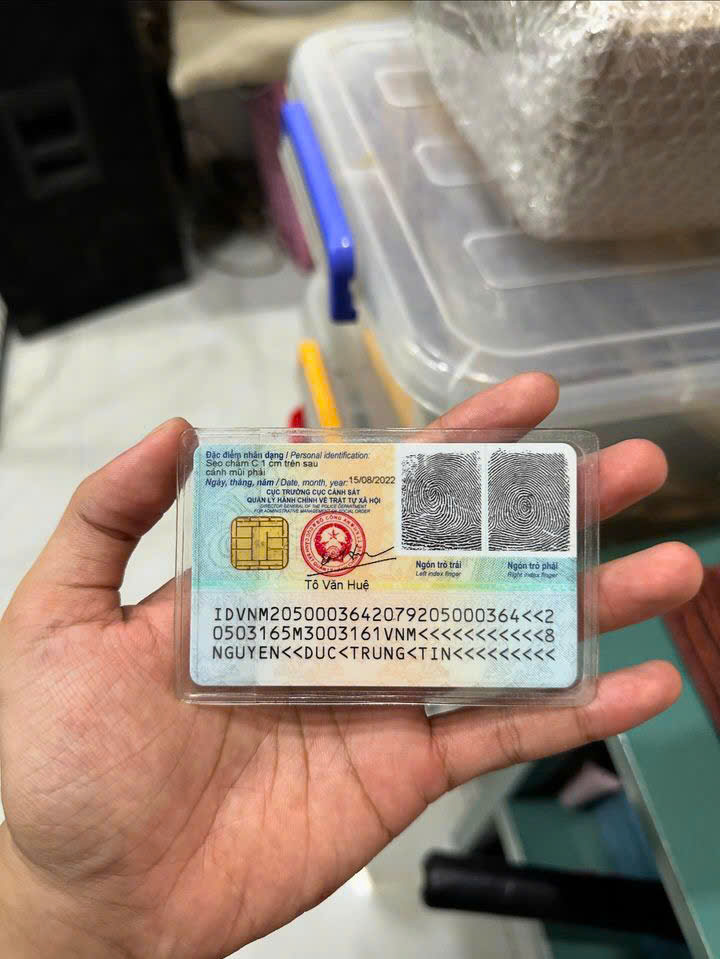 Đặc điểm nhân dạng / Personal identification:
Sẹo chấm C 1 cm trên sau
cánh mũi phải
Ngày, tháng, năm / Date, month, year: 15/08/2022
CỤC TRƯỞNG CỤC CẢNH SÁT
QUẢN LÝ HÀNH CHÍNH VỀ TRẬT TỰ XÃ HỘI
DIRECTOR GENERAL OF THE POLICE DEPARTMENT
FOR ADMINISTRATIVE MANAGEMENT OF SOCIAL ORDER
Tô Văn Huệ
Ngón trỏ trái
Left index finger
Ngón trỏ phải
Right index finger
IDVNM2050003642079205000364<<2
0503165M3003161VNM<<<<<<<<<<<8
NGUYEN<<DUC<TRUNG<TIN<<<<<<<<<